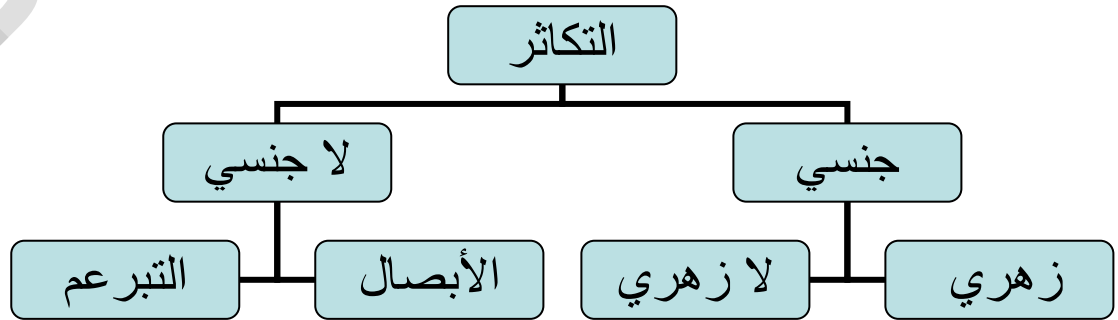 التكاثر
جنسي
لا جنسي
زهري
لا زهري
الأبصال
التبرعم